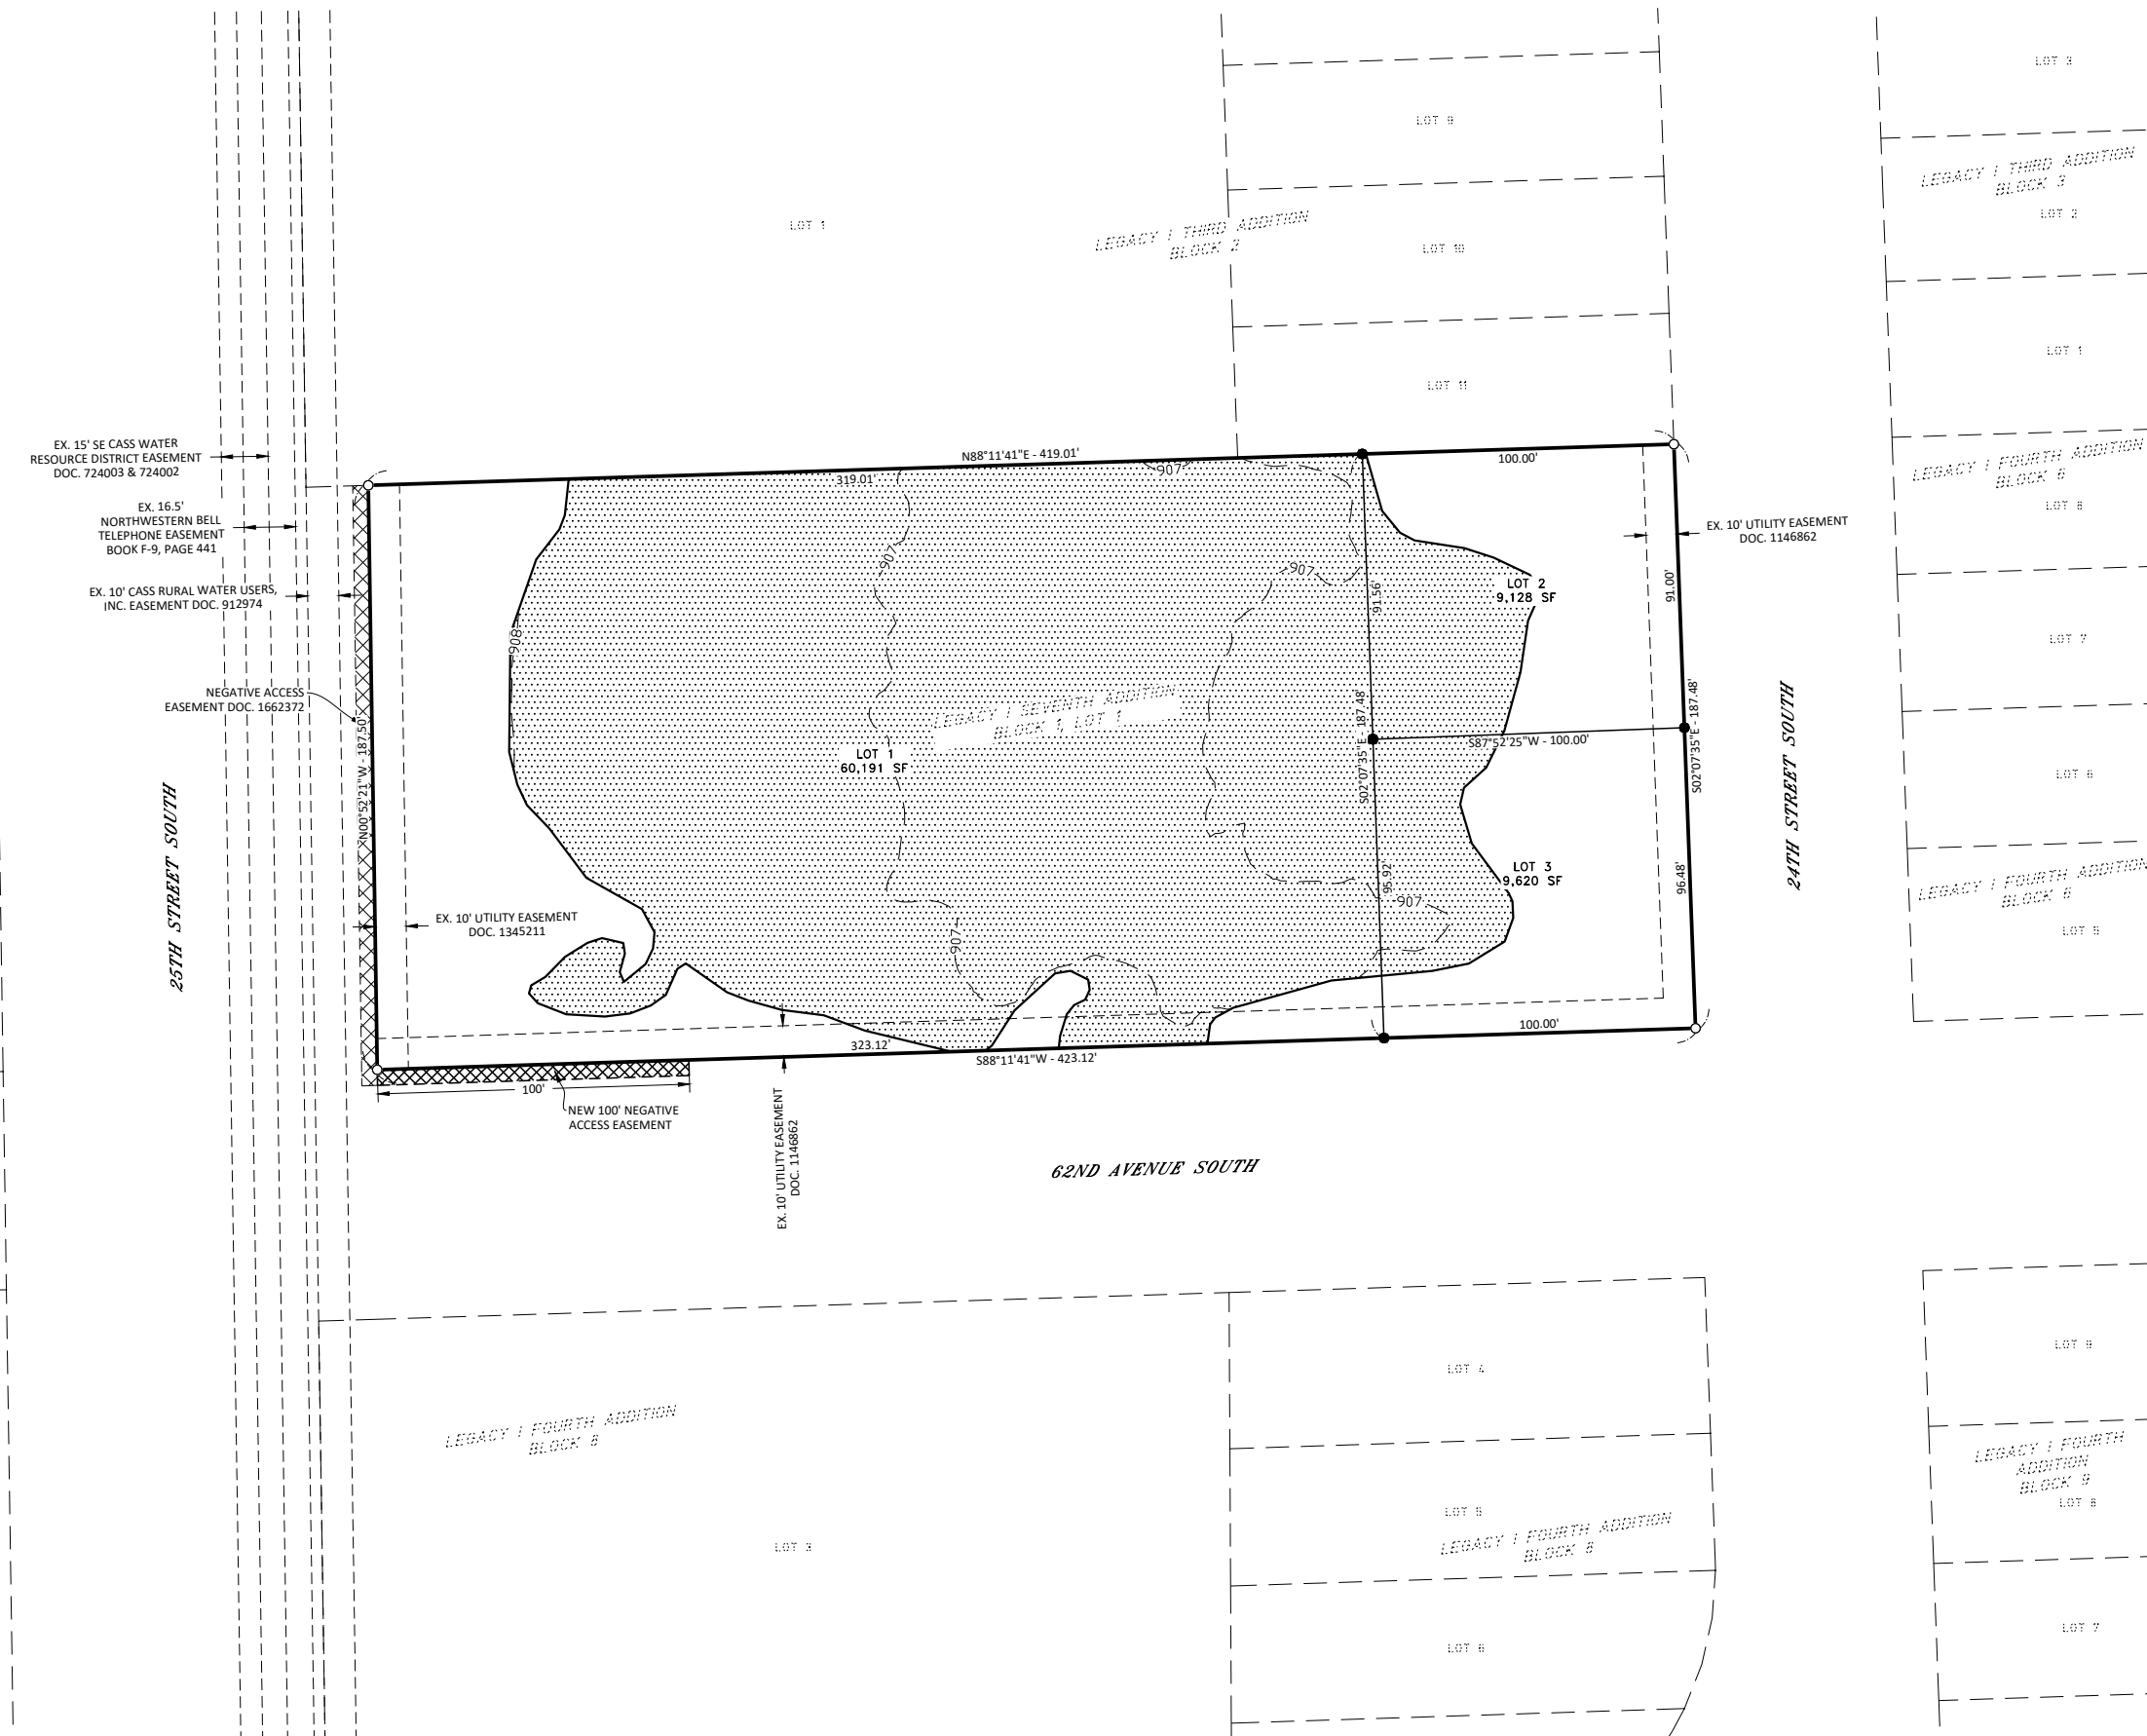 LOT 3
LOT 9
LEGACY I THIRD ADDITION
BLOCK 3
LOT 2
LOT 1
LEGACY I THIRD ADDITION
BLOCK 2
LOT 10
LOT 1
LOT 11
EX. 15' SE CASS WATER
RESOURCE DISTRICT EASEMENT
DOC. 724003 & 724002
N88°11'41"E - 419.01'
319.01'
907
100.00'
LEGACY I FOURTH ADDITION
BLOCK 6
LOT 8
EX. 16.5'
NORTHWESTERN BELL
TELEPHONE EASEMENT
BOOK F-9, PAGE 441
EX. 10' UTILITY EASEMENT
DOC. 1146862
907
907
EX. 10' CASS RURAL WATER USERS,
INC. EASEMENT DOC. 912974
91.56'
LOT 2
9,128 SF
91.00'
908
LOT 7
NEGATIVE ACCESS
EASEMENT DOC. 1662372
LEGACY I SEVENTH ADDITION
BLOCK 1, LOT 1
N00°52'21"W - 187.50'
S02°07'35"E - 187.48'
S87°52'25"W - 100.00'
S02°07'35"E - 187.48'
LOT 1
60,191 SF
LOT 6
25TH STREET SOUTH
24TH STREET SOUTH
95.92'
LOT 3
9,620 SF
96.48'
LEGACY I FOURTH ADDITION
BLOCK 6
LOT 5
907
907
EX. 10' UTILITY EASEMENT
DOC. 1345211
323.12'
S88°11'41"W - 423.12'
100.00'
100'
NEW 100' NEGATIVE
ACCESS EASEMENT
EX. 10' UTILITY EASEMENT
DOC. 1146862
62ND AVENUE SOUTH
LOT 4
LOT 9
LEGACY I FOURTH ADDITION
BLOCK 8
LEGACY I FOURTH
ADDITION
BLOCK 9
LOT 8
LOT 5
LEGACY I FOURTH ADDITION
BLOCK 8
LOT 3
LOT 6
LOT 7